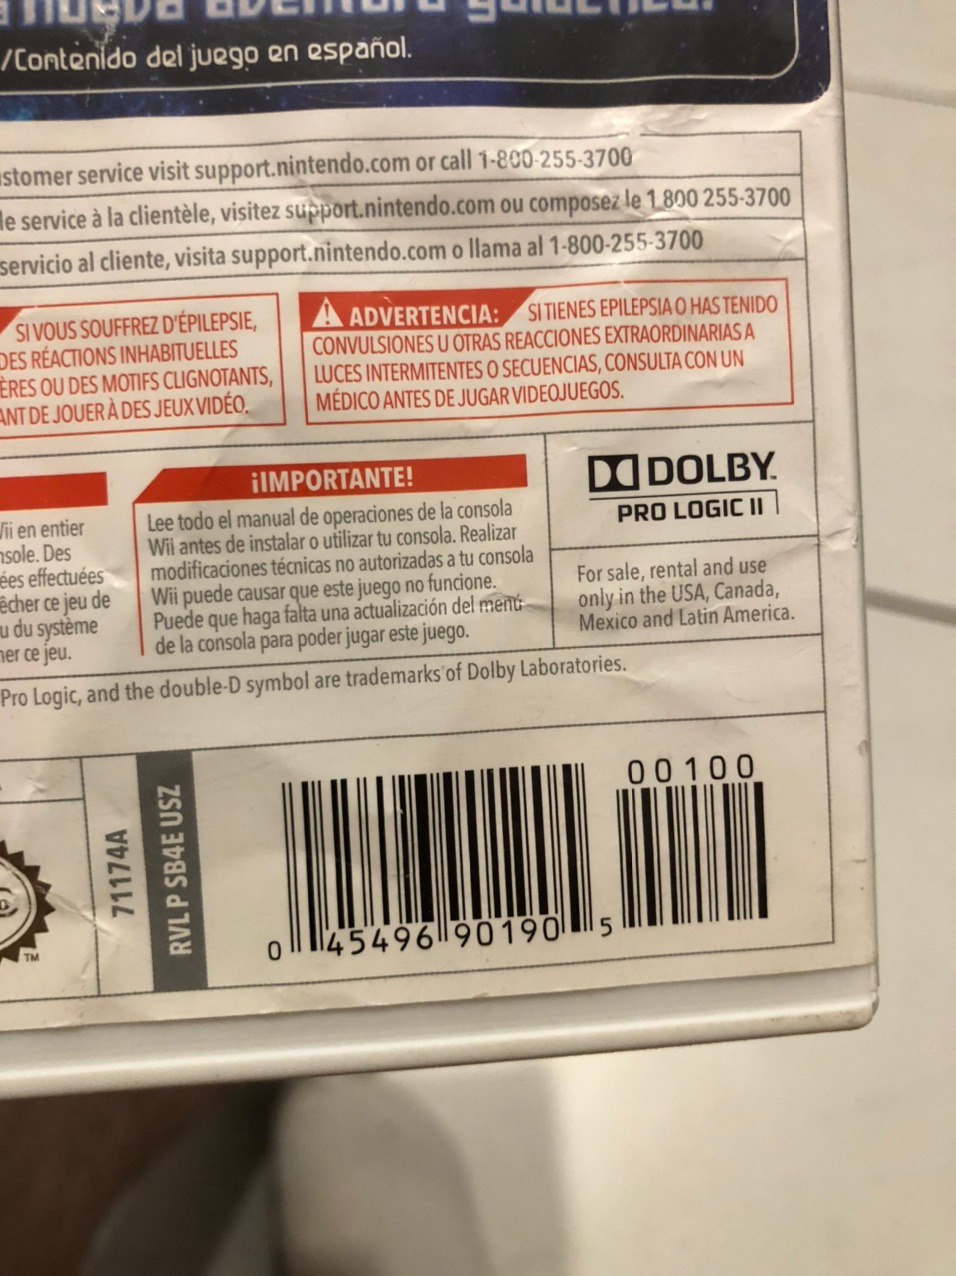 nueva aventura galáctica.
/Contenido del juego en español.
stomer service visit support.nintendo.com or call 1-800-255-3700
le service à la clientèle, visitez support.nintendo.com ou composez le 1 800 255-3700
servicio al cliente, visita support.nintendo.com o llama al 1-800-255-3700
SI VOUS SOUFFREZ D'ÉPILEPSIE,
DES RÉACTIONS INHABITUELLES
ÈRES OU DES MOTIFS CLIGNOTANTS,
ANT DE JOUER À DES JEUX VIDÉO.
ADVERTENCIA: SI TIENES EPILEPSIA O HAS TENIDO
CONVULSIONES U OTRAS REACCIONES EXTRAORDINARIAS A
LUCES INTERMITENTES O SECUENCIAS, CONSULTA CON UN
MÉDICO ANTES DE JUGAR VIDEOJUEGOS.
Wii en entier
nsole. Des
ées effectuées
êcher ce jeu de
u du système
ner ce jeu.
¡IMPORTANTE!
Lee todo el manual de operaciones de la consola
Wii antes de instalar o utilizar tu consola. Realizar
modificaciones técnicas no autorizadas a tu consola
Wii puede causar que este juego no funcione.
Puede que haga falta una actualización del menú
de la consola para poder jugar este juego.
DOLBY
PRO LOGIC II
For sale, rental and use
only in the USA, Canada,
Mexico and Latin America.
Pro Logic, and the double-D symbol are trademarks of Dolby Laboratories.
TM
71174A
RVL P SB4E USZ
0 45496 90190 5
00100